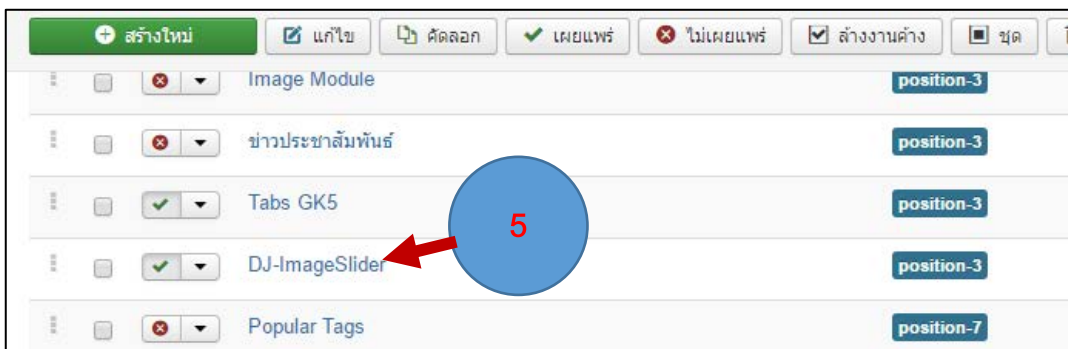 สร้างใหม่ แก้ไข คัดลอก เผยแพร่ ไม่เผยแพร่ ล้างงานค้าง ชุด
Image Module position-3
ข่าวประชาสัมพันธ์ position-3
Tabs GK5 position-3
5
DJ-ImageSlider position-3
Popular Tags position-7